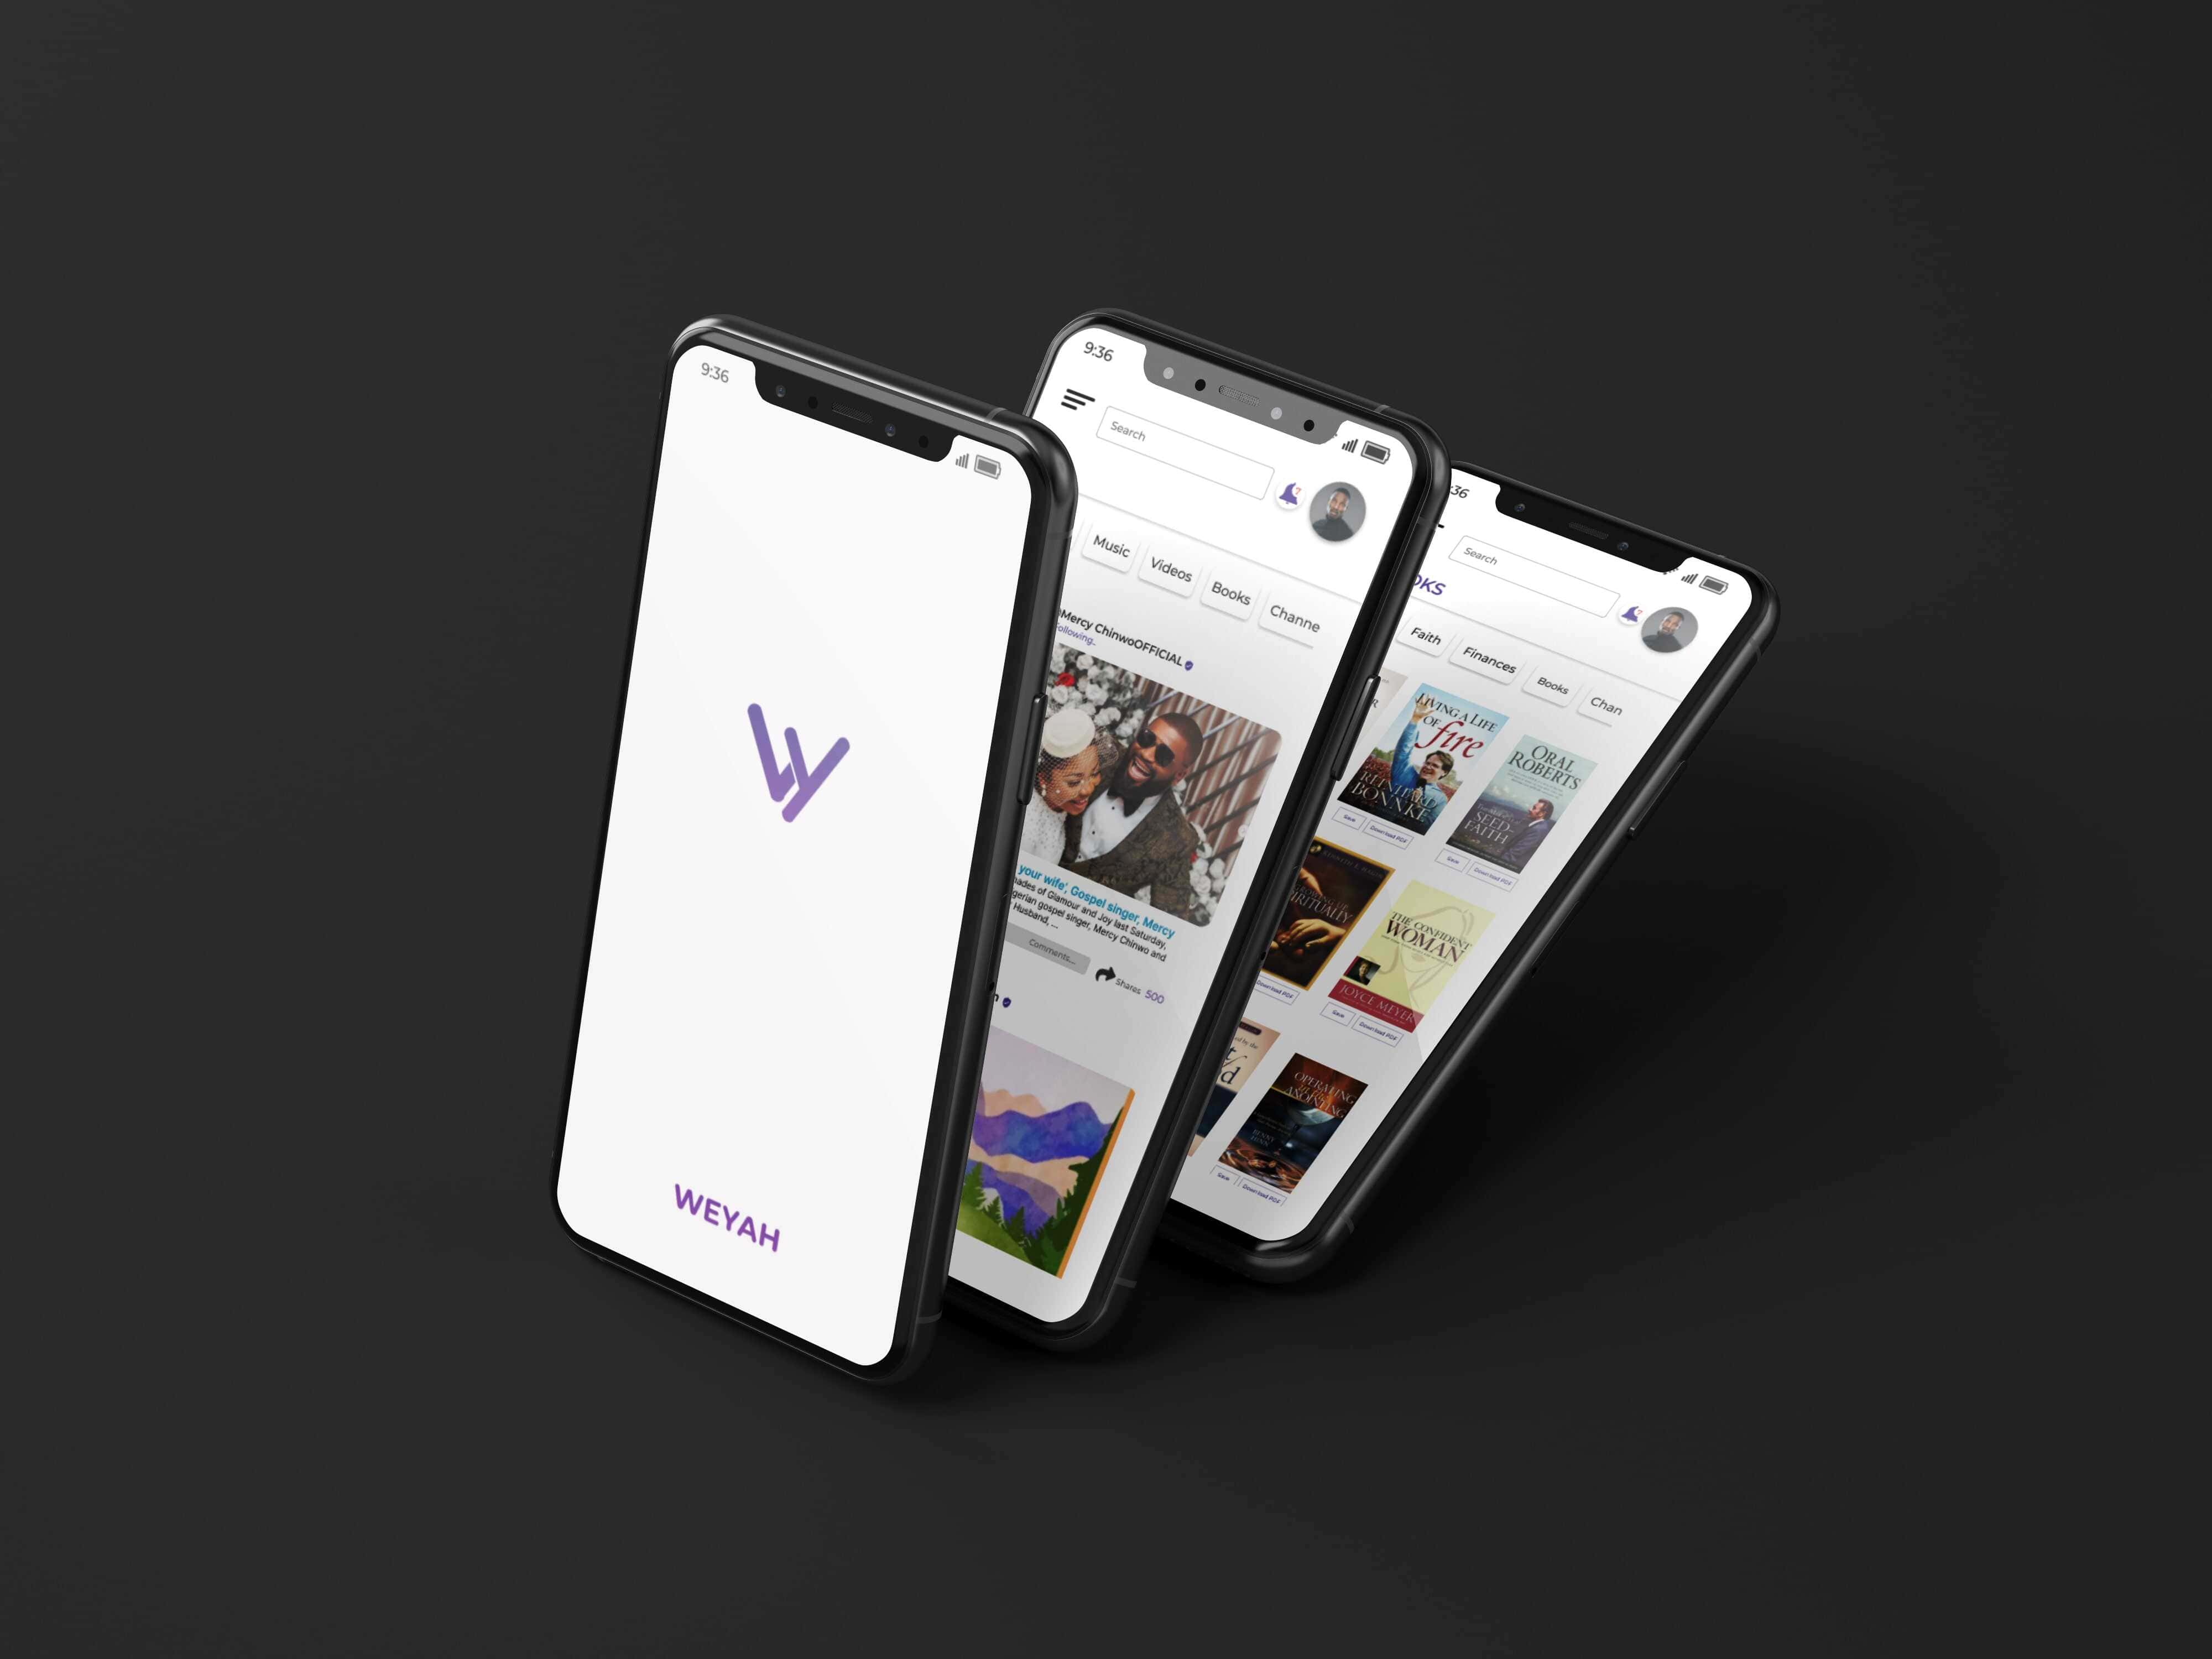 9:36
WEYAH
9:36
Search
7
Music
Videos
Books
Channe
Mercy ChinwoOFFICIAL
Following
your wife', Gospel singer, Mercy
hades of Glamour and Joy last Saturday,
gerian gospel singer, Mercy Chinwo and
Husband, ...
Comments...
Shares 500
:36
Search
7
OKS
Faith
Finances
Books
Chan
LIVING A LIFE
OF fire
REINHARD
BONNKE
Save
Download PDF
ORAL
ROBERTS
SEED-
FAITH
Save
Download PDF
SPIRITUALLY
Download PDF
THE CONFIDENT
WOMAN
JOYCE MEYER
Save
Download PDF
OPERATING
ANOINTING
BENNY
HINN
Save
Download PDF